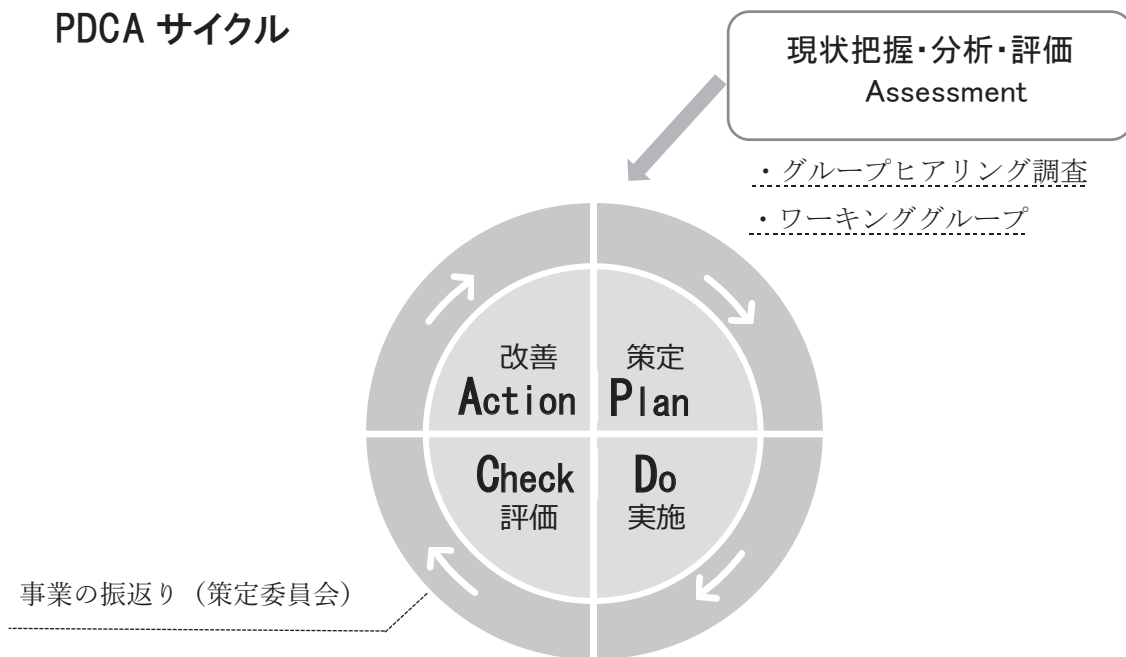 PDCA サイクル
現状把握・分析・評価
Assessment
・グループヒアリング調査
・ワーキンググループ
改善
Action
策定
Plan
Check
評価
Do
実施
事業の振返り（策定委員会）